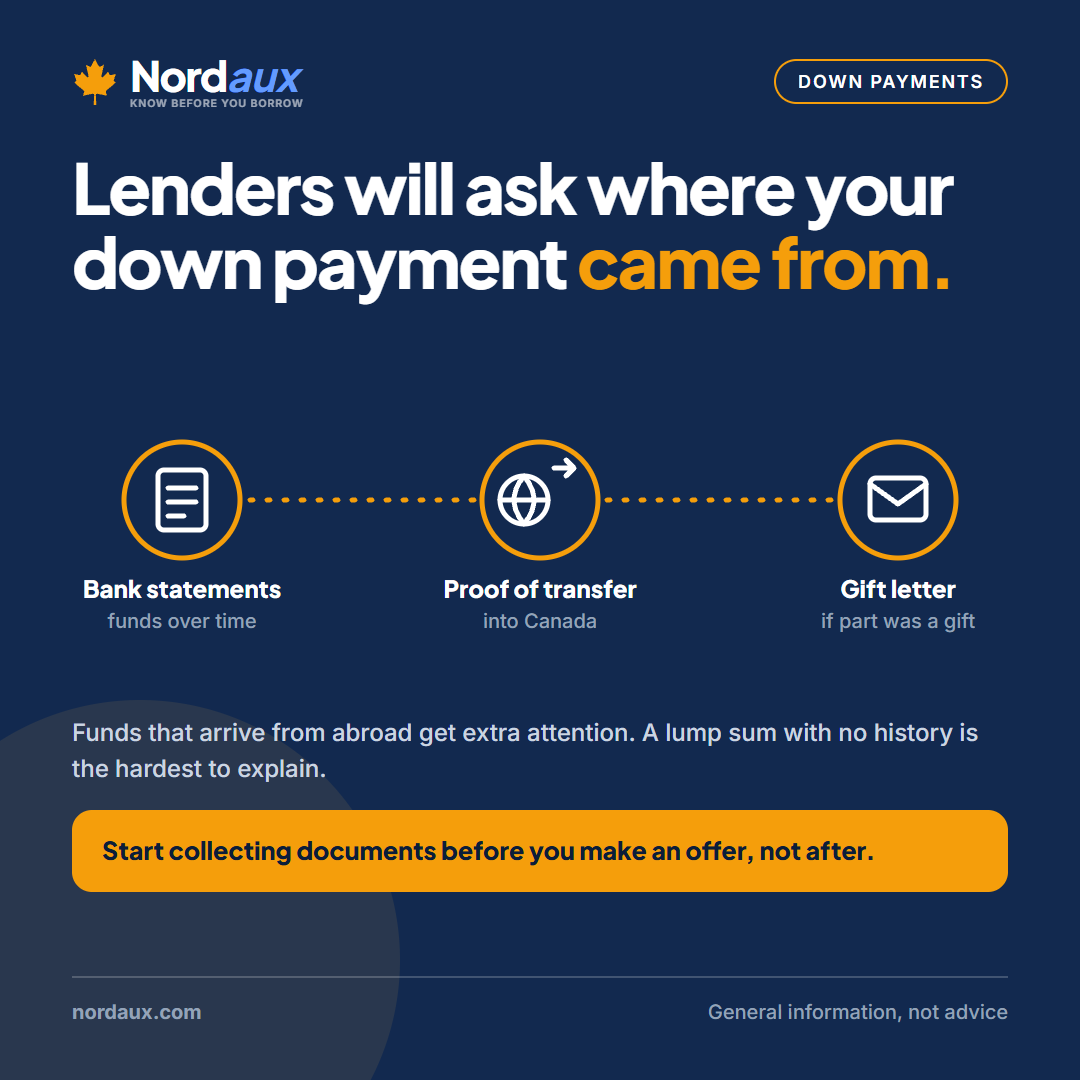 Nordaux
KNOW BEFORE YOU BORROW
DOWN PAYMENTS
Lenders will ask where your
down payment came from.
Bank statements
funds over time
Proof of transfer
into Canada
Gift letter
if part was a gift
Funds that arrive from abroad get extra attention. A lump sum with no history is
the hardest to explain.
Start collecting documents before you make an offer, not after.
nordaux.com
General information, not advice